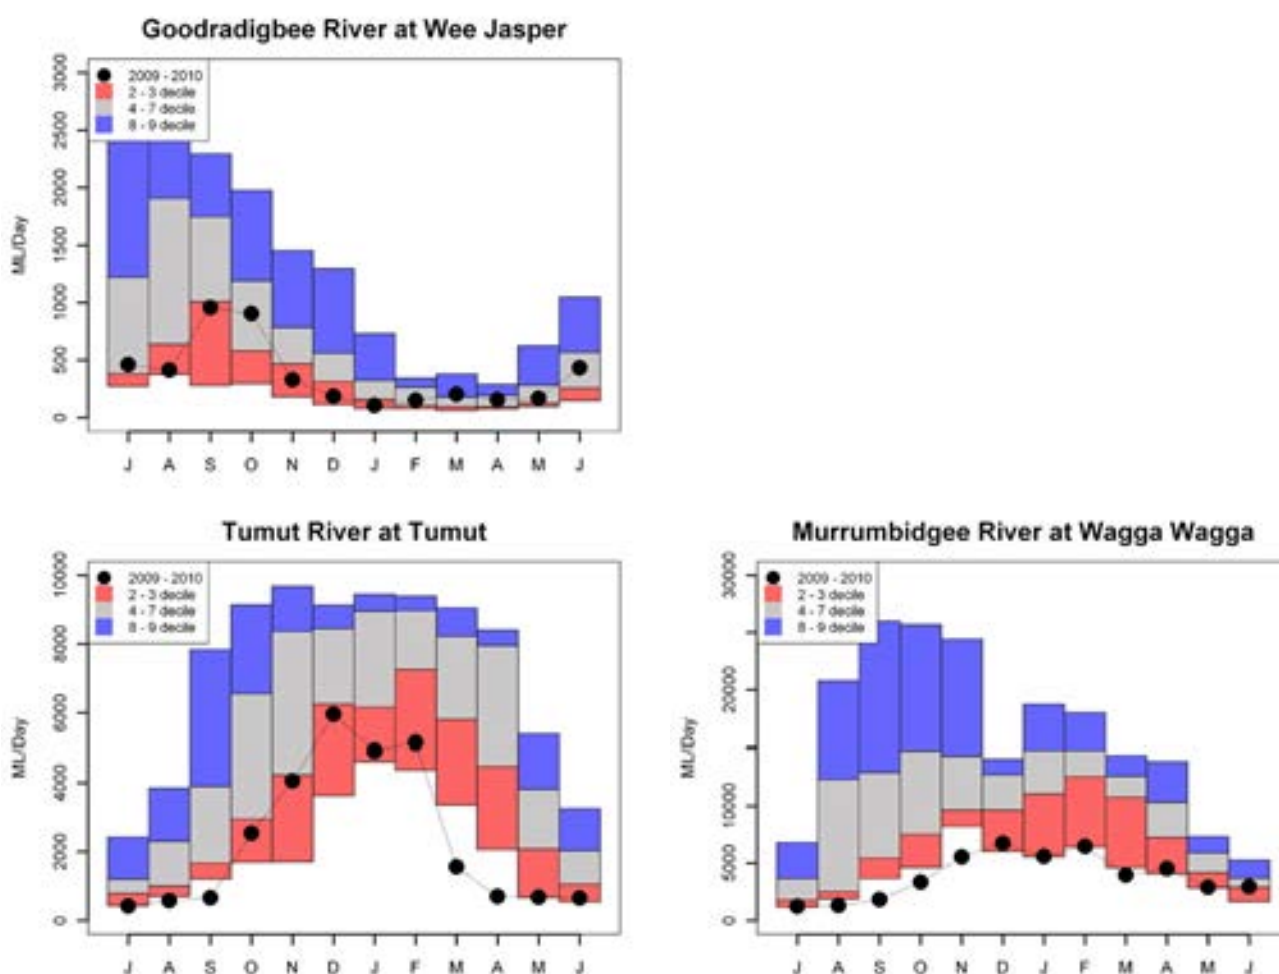 Goodradigbee River at Wee Jasper
2009 - 2010
2 - 3 decile
4 - 7 decile
8 - 9 decile
ML/Day
0
500
1000
1500
2000
2500
3000
J A S O N D J F M A M J
Tumut River at Tumut
2009 - 2010
2 - 3 decile
4 - 7 decile
8 - 9 decile
ML/Day
0
2000
4000
6000
8000
10000
J A S O N D J F M A M J
Murrumbidgee River at Wagga Wagga
2009 - 2010
2 - 3 decile
4 - 7 decile
8 - 9 decile
ML/Day
0
5000
10000
20000
30000
J A S O N D J F M A M J